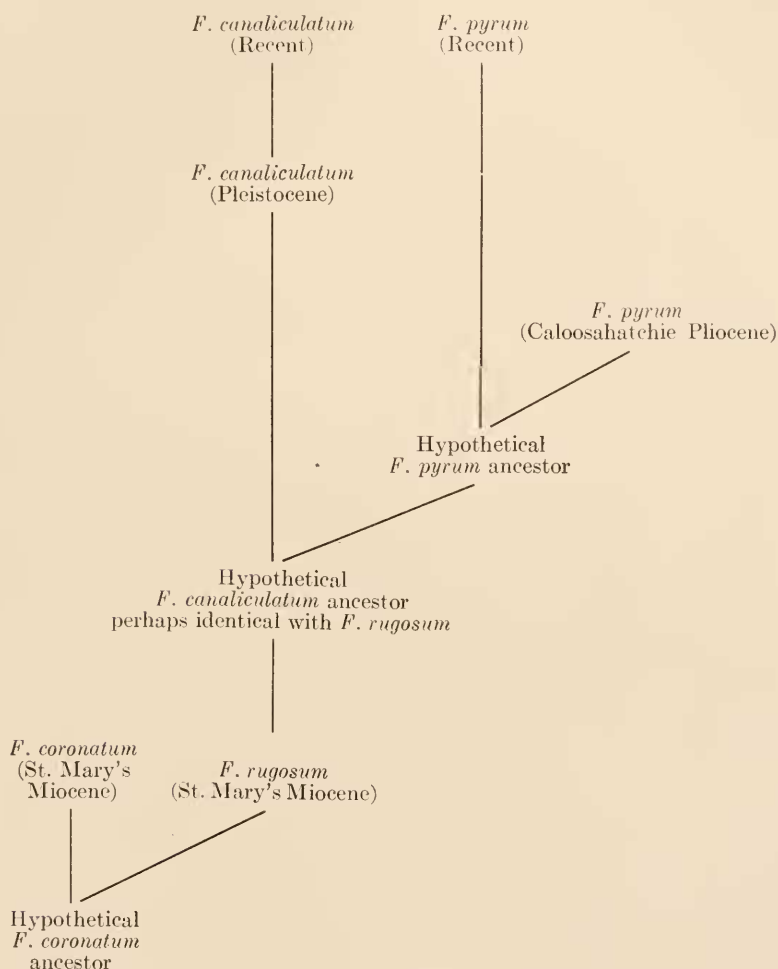 F. canaliculatum
(Recent)
F. pyrum
(Recent)
F. canaliculatum
(Pleistocene)
F. pyrum
(Caloosahatchie Pliocene)
Hypothetical
F. pyrum ancestor
Hypothetical
F. canaliculatum ancestor
perhaps identical with F. rugosum
F. coronatum
(St. Mary's
Miocene)
F. rugosum
(St. Mary's Miocene)
Hypothetical
F. coronatum
ancestor